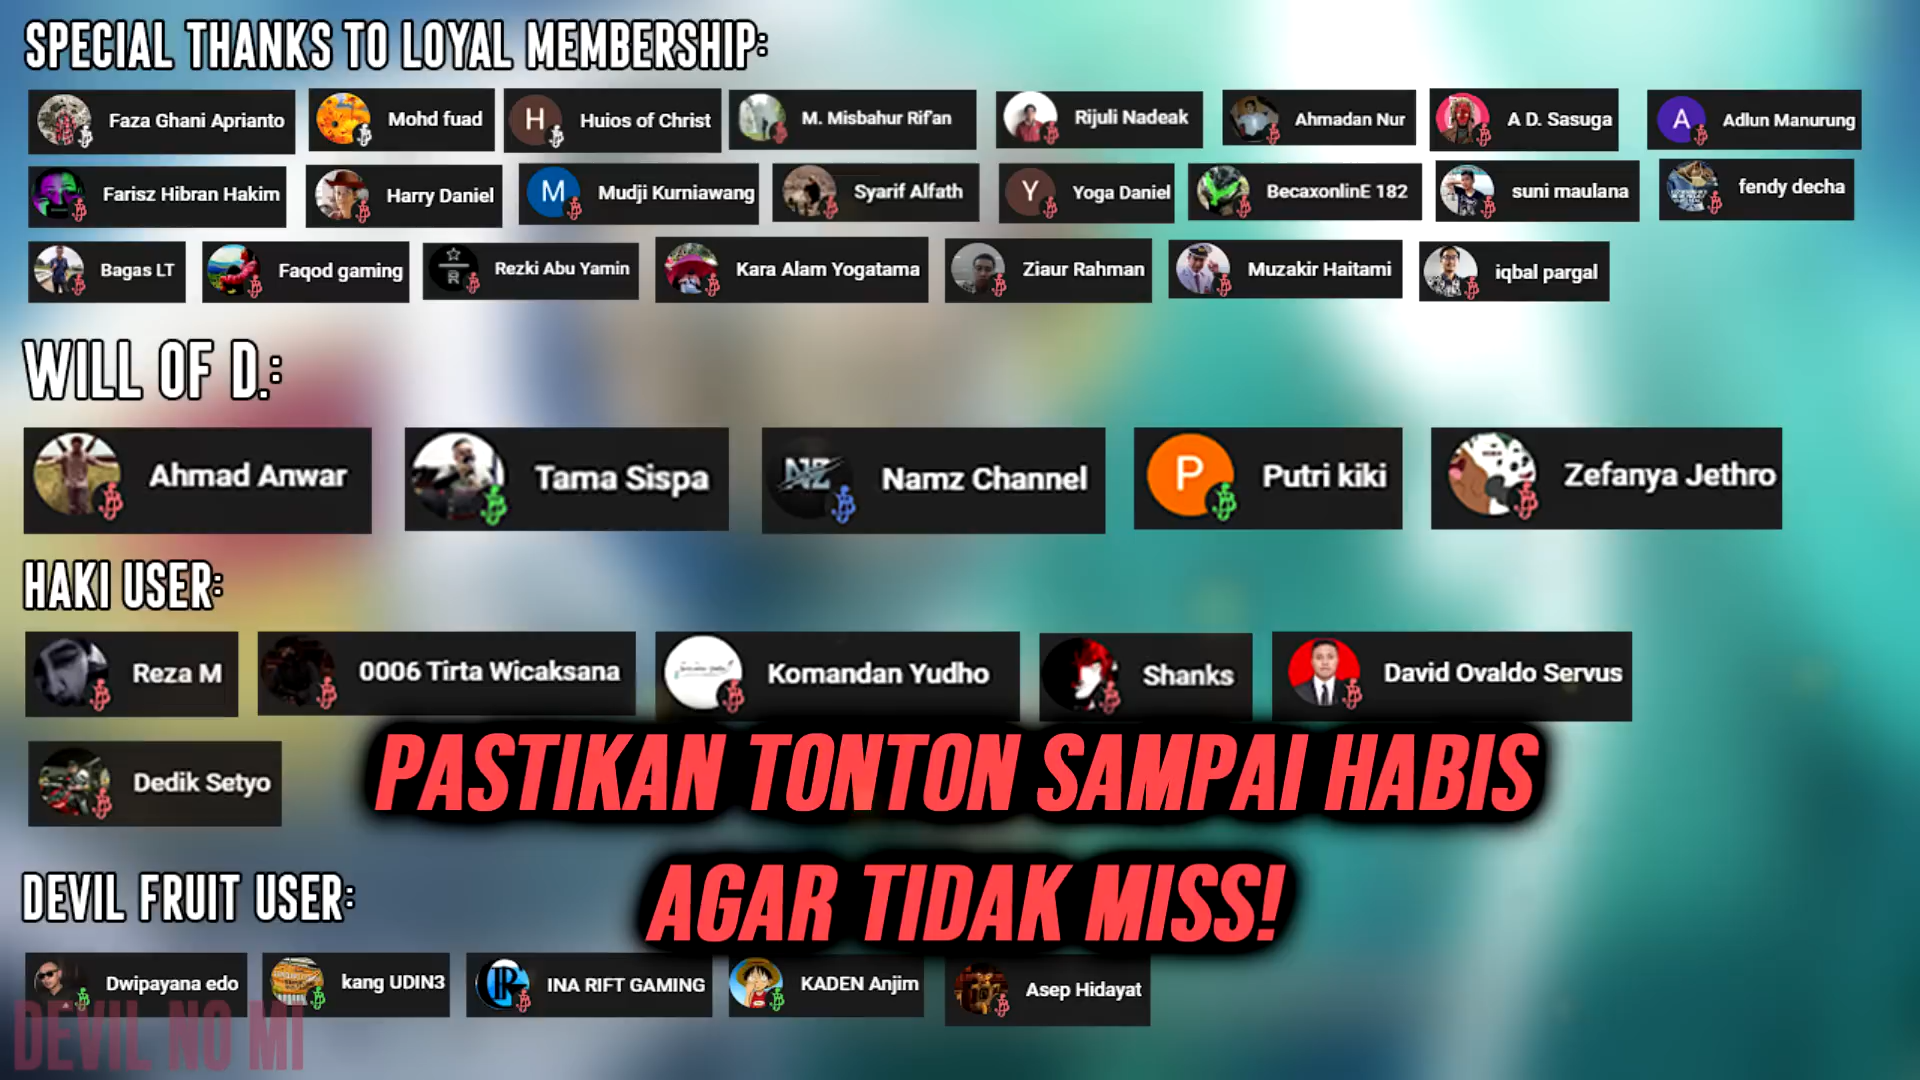 SPECIAL THANKS TO LOYAL MEMBERSHIP:
Faza Ghani Aprianto Mohd fuad H Huios of Christ M. Misbahur Rif'an Rijuli Nadeak Ahmadan Nur A D. Sasuga A Adlun Manurung
Farisz Hibran Hakim Harry Daniel M Mudji Kurniawang Syarif Alfath Y Yoga Daniel BecaxonlinE 182 suni maulana fendy decha
Bagas LT Faqod gaming R Rezki Abu Yamin Kara Alam Yogatama Ziaur Rahman Muzakir Haitami iqbal pargal
WILL OF D.:
Ahmad Anwar Tama Sispa NZ Namz Channel P Putri kiki Zefanya Jethro
HAKI USER:
Reza M 0006 Tirta Wicaksana Komandan Yudho Shanks David Ovaldo Servus
Dedik Setyo
PASTIKAN TONTON SAMPAI HABIS
AGAR TIDAK MISS!
DEVIL FRUIT USER:
Dwipayana edo kang UDIN3 INA RIFT GAMING KADEN Anjim Asep Hidayat
DEVIL NO MI